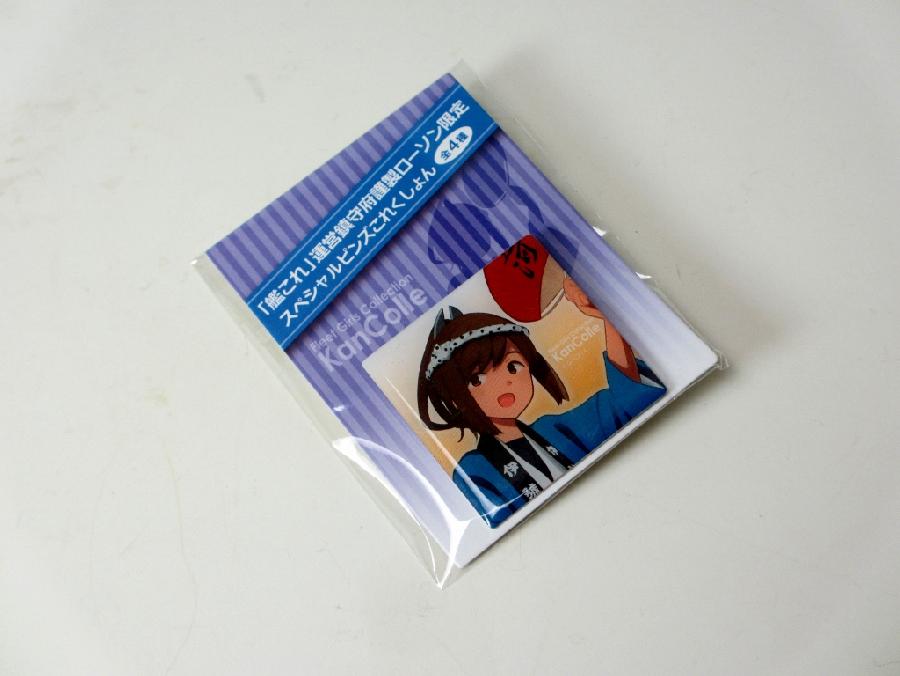 「艦これ」運営鎮守府謹製ローソン限定
スペシャルピンズこれくしょん
全4種
Fleet Girls Collection
KanColle
KanColle
伊
號